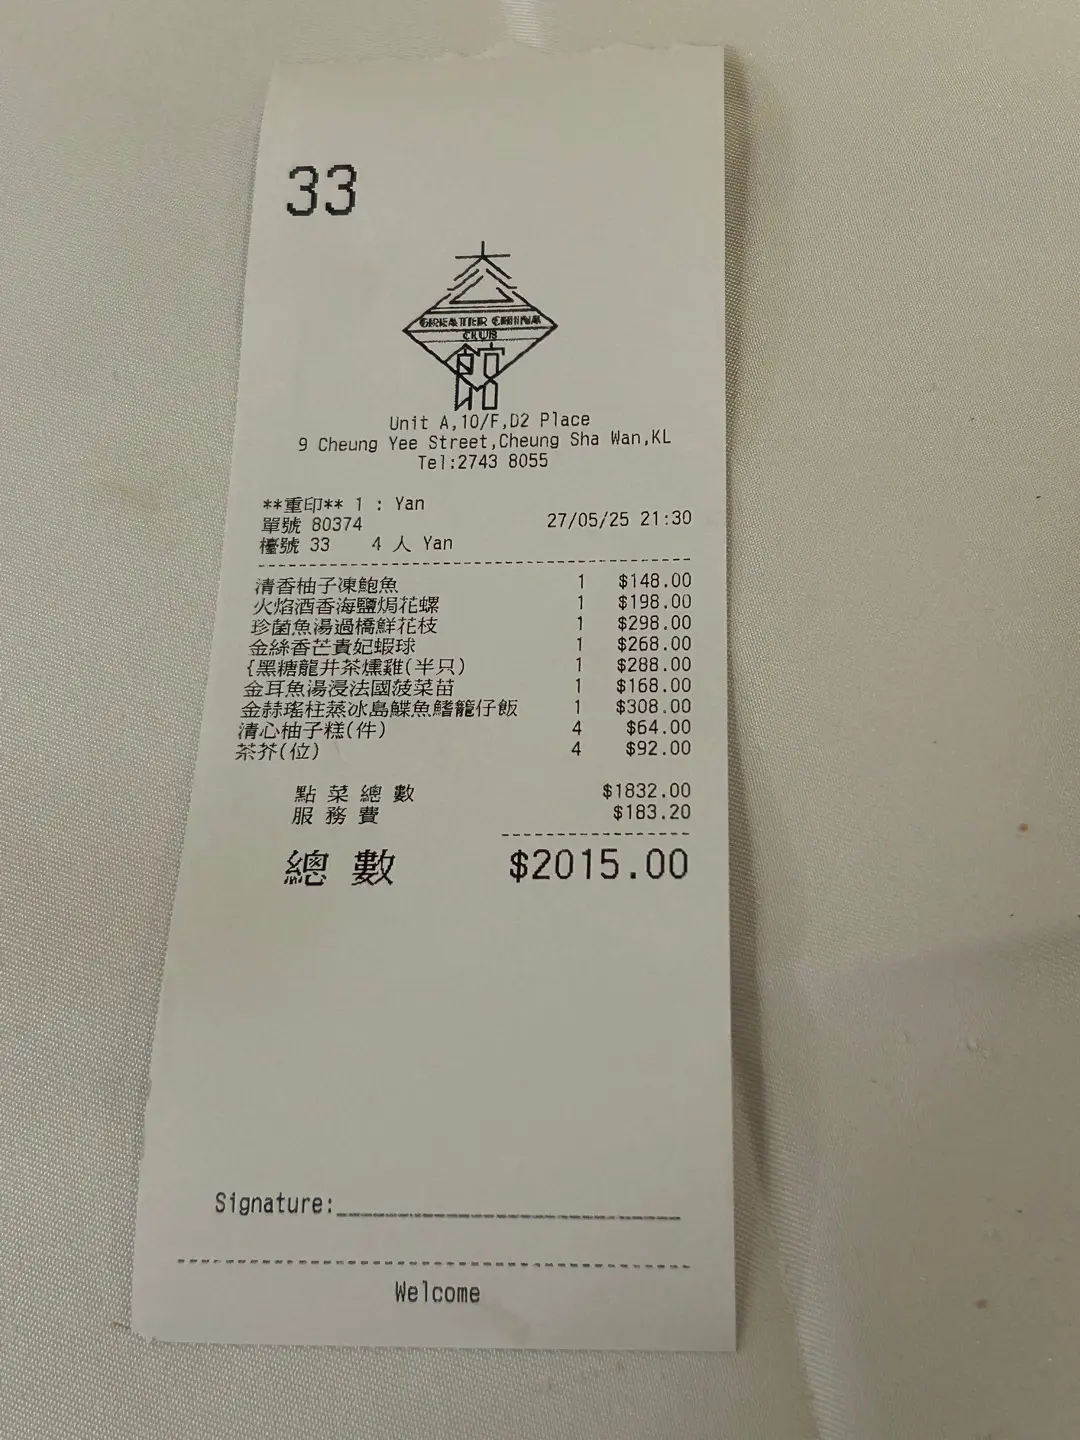 33
大
GREATER CHINA
CLUB
館
Unit A,10/F,D2 Place
9 Cheung Yee Street,Cheung Sha Wan,KL
Tel:2743 8055
**重印** 1 : Yan
單號 80374 27/05/25 21:30
檯號 33 4 人 Yan
清香柚子凍鮑魚 1 $148.00
火焰酒香海鹽焗花螺 1 $198.00
珍菌魚湯過橋鮮花枝 1 $298.00
金絲香芒貴妃蝦球 1 $268.00
{黑糖龍井茶燻雞(半只) 1 $288.00
金耳魚湯浸法國菠菜苗 1 $168.00
金赫瑤柱蒸冰島鰈魚鰭籠仔飯 1 $308.00
清心柚子糕(件) 4 $64.00
茶芥(位) 4 $92.00
點 菜 總 數 $1832.00
服 務 費 $183.20
總 數 $2015.00
Signature:
Welcome